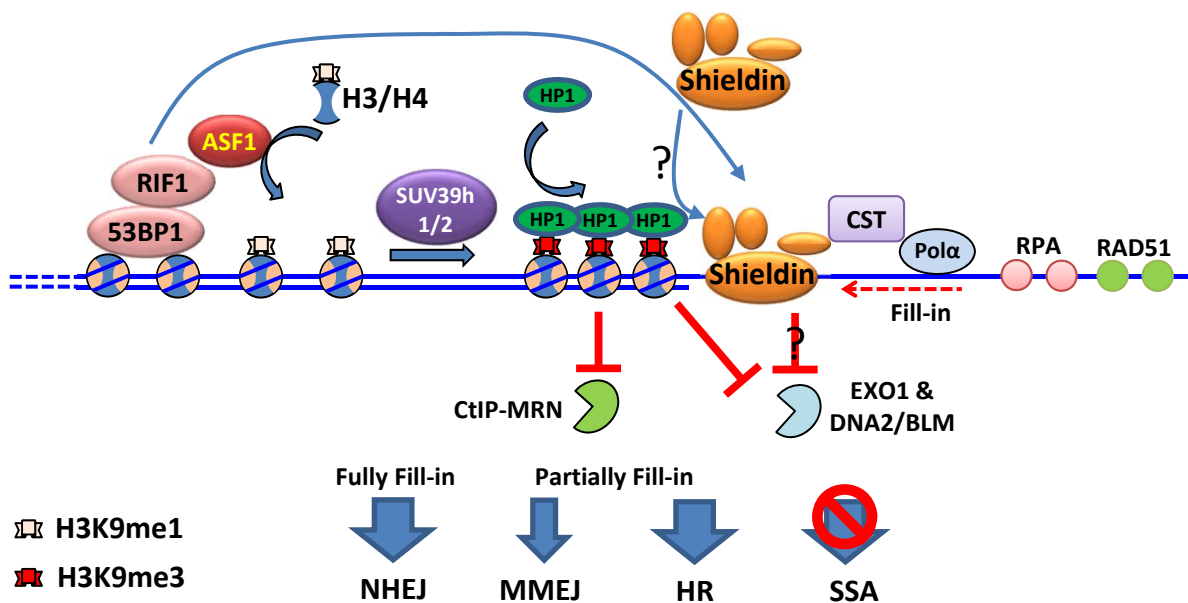 Shieldin
H3/H4
HP1
ASF1
RIF1
?
SUV39h
1/2
53BP1
HP1 HP1 HP1
CST
Polα
RPA
RAD51
Shieldin
Fill-in
?
CtIP-MRN
EXO1 &
DNA2/BLM
Fully Fill-in
Partially Fill-in
H3K9me1
H3K9me3
NHEJ
MMEJ
HR
SSA